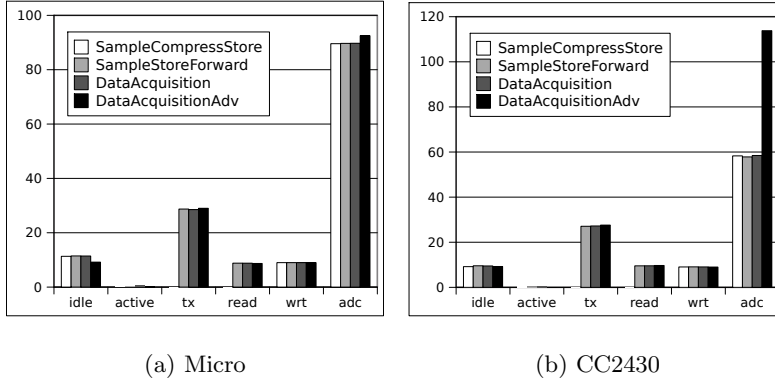 100
80
60
40
20
0
SampleCompressStore
SampleStoreForward
DataAcquisition
DataAcquisitionAdv
idle active tx read wrt adc
(a) Micro
120
100
80
60
40
20
0
SampleCompressStore
SampleStoreForward
DataAcquisition
DataAcquisitionAdv
idle active tx read wrt adc
(b) CC2430